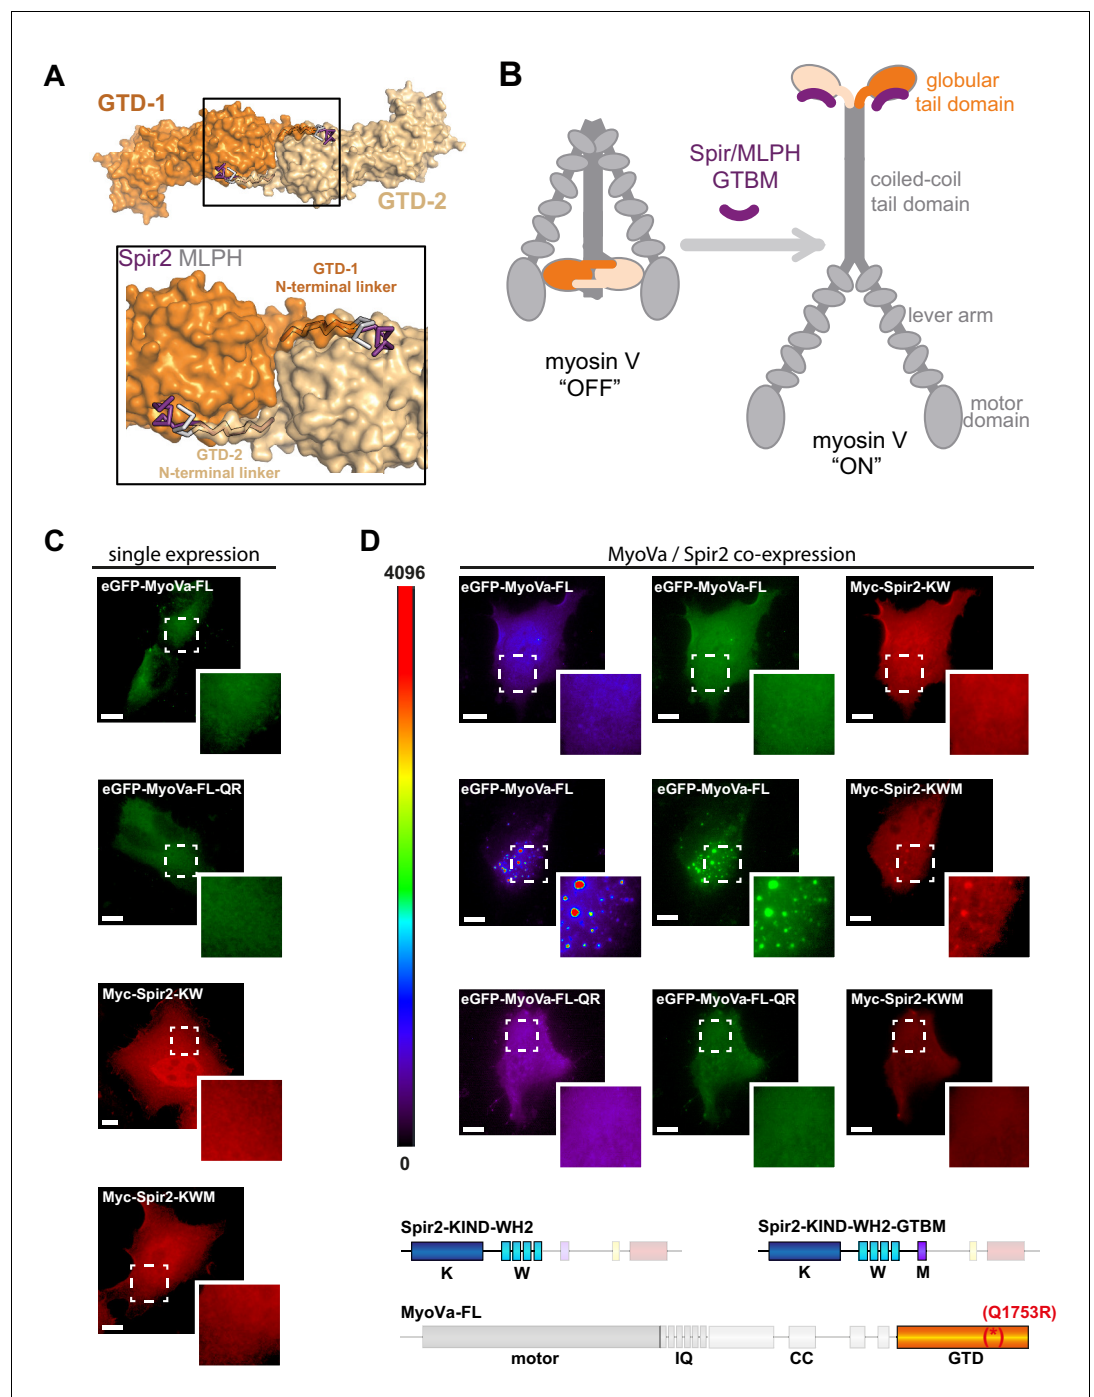 A
GTD-1
GTD-2
Spir2 MLPH
GTD-1
N-terminal linker
GTD-2
N-terminal linker
B
Spir/MLPH
GTBM
globular
tail domain
coiled-coil
tail domain
lever arm
motor
domain
myosin V
“OFF”
myosin V
“ON”
C
single expression
eGFP-MyoVa-FL
eGFP-MyoVa-FL-QR
Myc-Spir2-KW
Myc-Spir2-KWM
D
MyoVa / Spir2 co-expression
4096
0
eGFP-MyoVa-FL
eGFP-MyoVa-FL
Myc-Spir2-KW
eGFP-MyoVa-FL
eGFP-MyoVa-FL
Myc-Spir2-KWM
eGFP-MyoVa-FL-QR
eGFP-MyoVa-FL-QR
Myc-Spir2-KWM
Spir2-KIND-WH2
K W
Spir2-KIND-WH2-GTBM
K W M
MyoVa-FL
(Q1753R)
(*)
motor IQ CC GTD